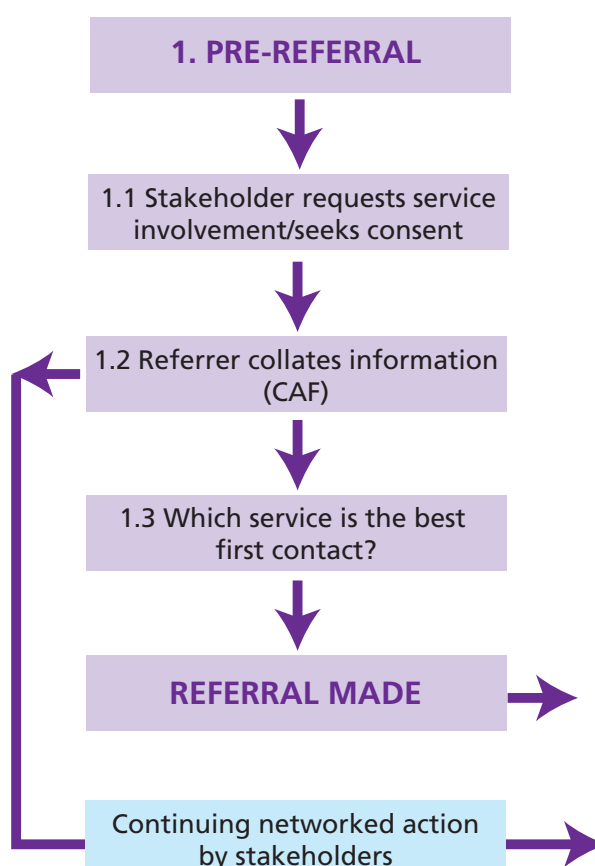 1. PRE-REFERRAL
1.1 Stakeholder requests service
involvement/seeks consent
1.2 Referrer collates information
(CAF)
1.3 Which service is the best
first contact?
REFERRAL MADE
Continuing networked action
by stakeholders